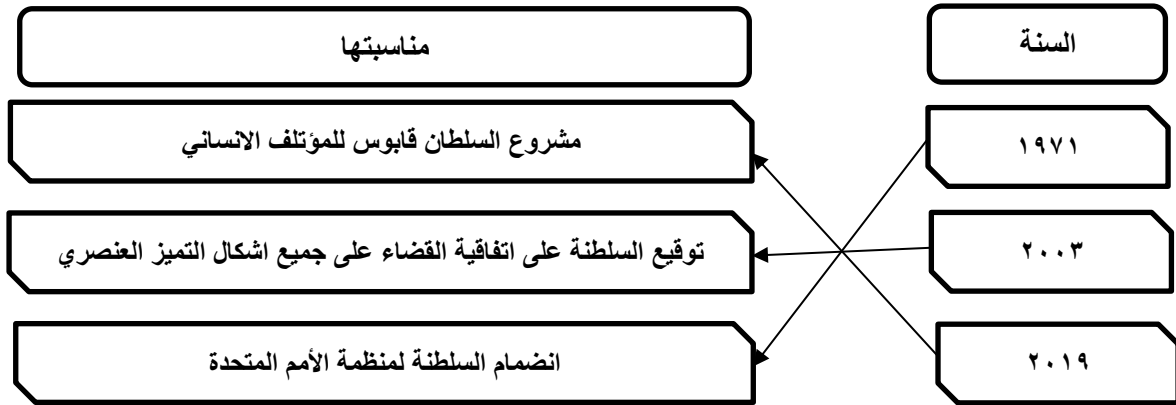 السنة
مناسبتها
١٩٧١
مشروع السلطان قابوس للمؤتلف الانساني
٢٠٠٣
توقيع السلطنة على اتفاقية القضاء على جميع اشكال التميز العنصري
٢٠١٩
انضمام السلطنة لمنظمة الأمم المتحدة